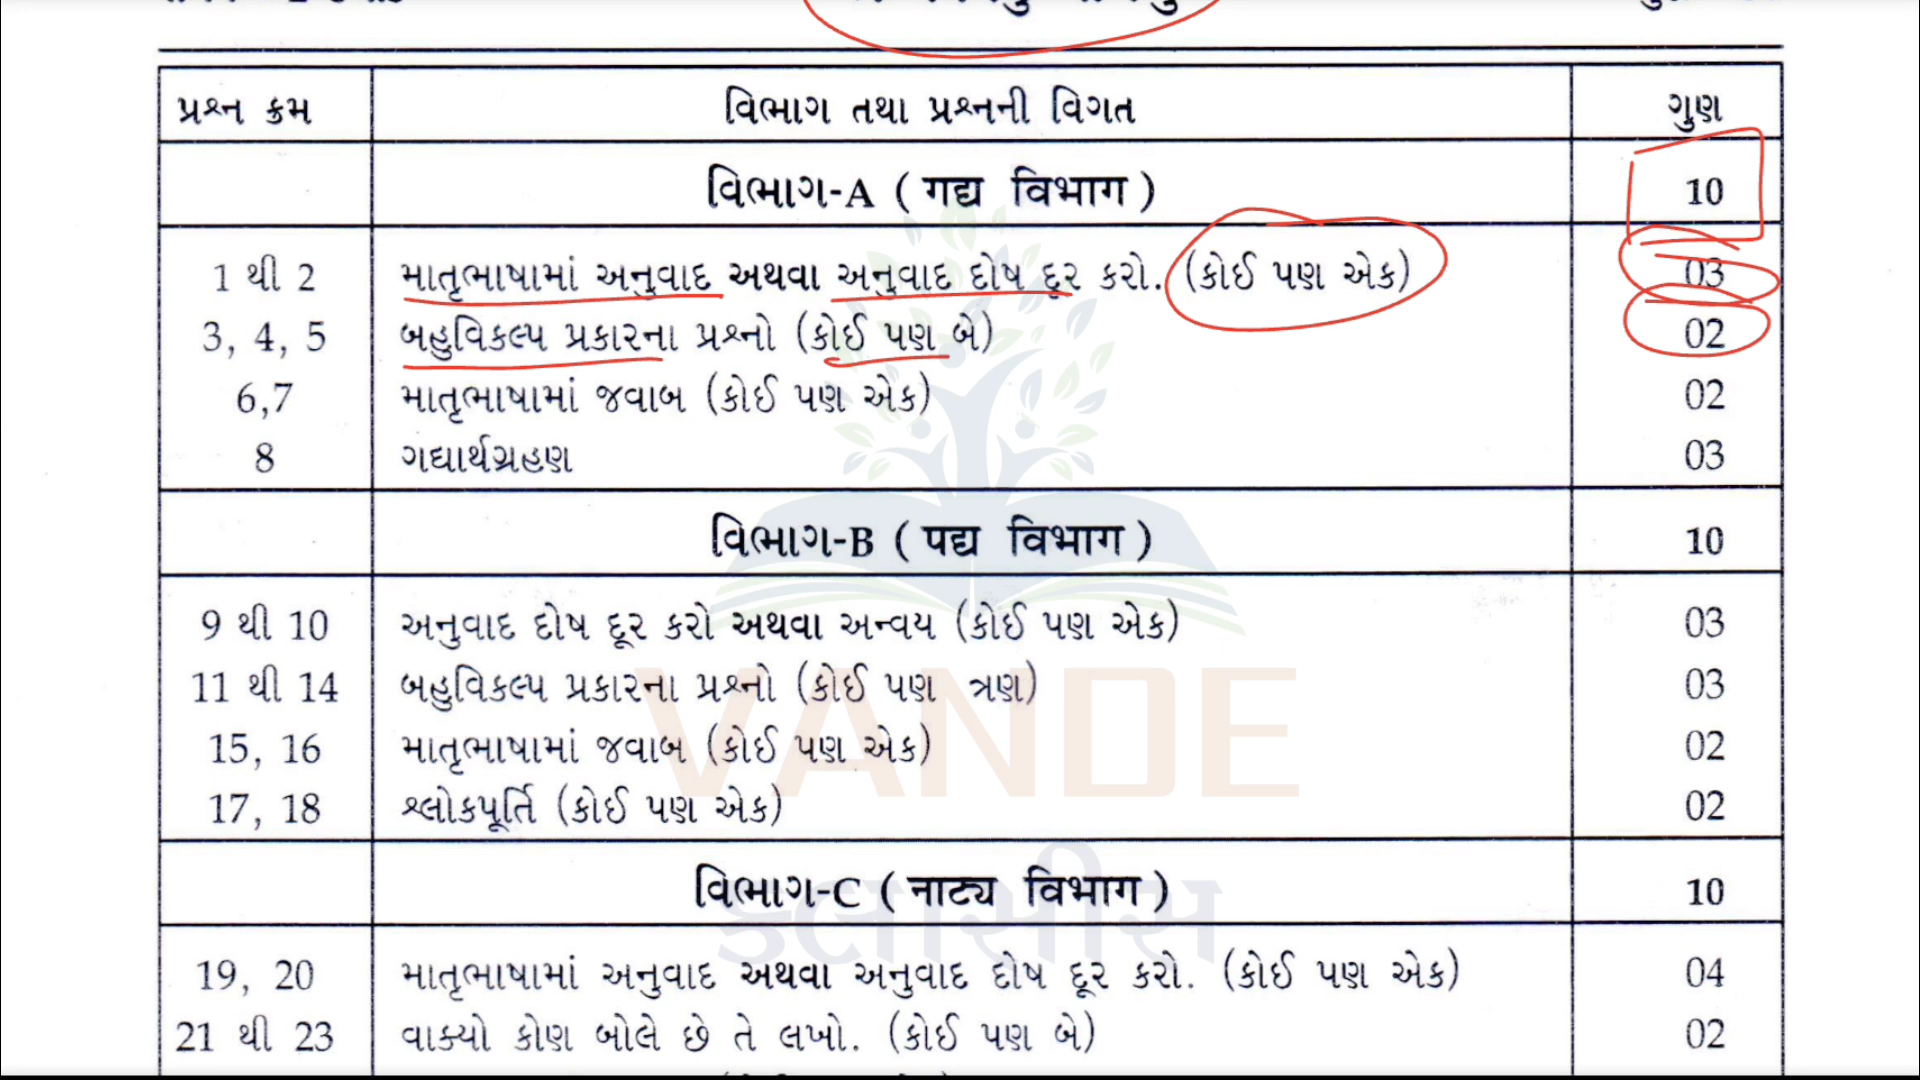 પ્રશ્ન ક્રમ વિભાગ તથા પ્રશ્નની વિગત ગુણ
વિભાગ-A ( गद्य विभाग ) 10
1 થી 2 માતૃભાષામાં અનુવાદ અથવા અનુવાદ દોષ દૂર કરો. (કોઈ પણ એક) 03
3, 4, 5 બહુવિકલ્પ પ્રકારના પ્રશ્નો (કોઈ પણ બે) 02
6,7 માતૃભાષામાં જવાબ (કોઈ પણ એક) 02
8 ગદ્યાર્થગ્રહણ 03
વિભાગ-B ( पद्य विभाग ) 10
9 થી 10 અનુવાદ દોષ દૂર કરો અથવા અન્વય (કોઈ પણ એક) 03
11 થી 14 બહુવિકલ્પ પ્રકારના પ્રશ્નો (કોઈ પણ ત્રણ) 03
15, 16 માતૃભાષામાં જવાબ (કોઈ પણ એક) 02
VANDE
17, 18 શ્લોકપૂર્તિ (કોઈ પણ એક) 02
વિભાગ-C ( नाट्य विभाग ) 10
ક્લાસીસ
19, 20 માતૃભાષામાં અનુવાદ અથવા અનુવાદ દોષ દૂર કરો. (કોઈ પણ એક) 04
21 થી 23 વાક્યો કોણ બોલે છે તે લખો. (કોઈ પણ બે) 02